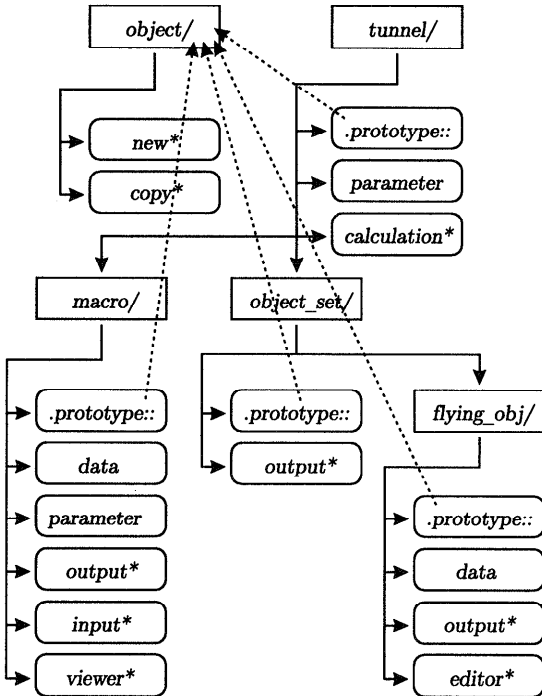 object/
tunnel/
new*
copy*
.prototype::
parameter
calculation*
macro/
object_set/
.prototype::
data
parameter
output*
input*
viewer*
.prototype::
output*
flying_obj/
.prototype::
data
output*
editor*